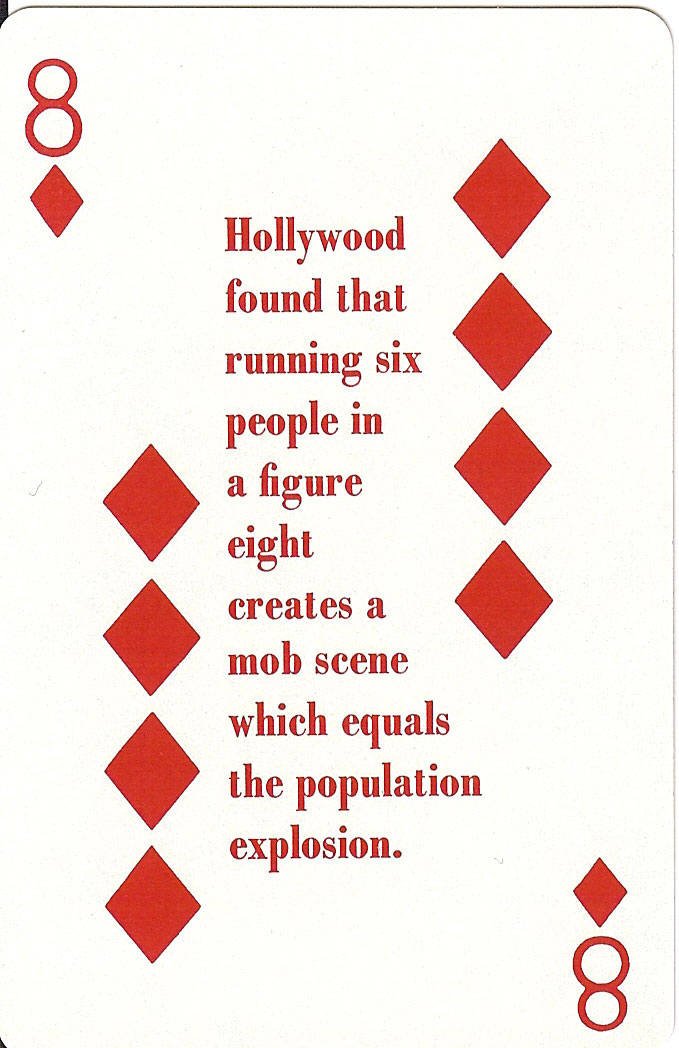 8
Hollywood
found that
running six
people in
a figure
eight
creates a
mob scene
which equals
the population
explosion.
8